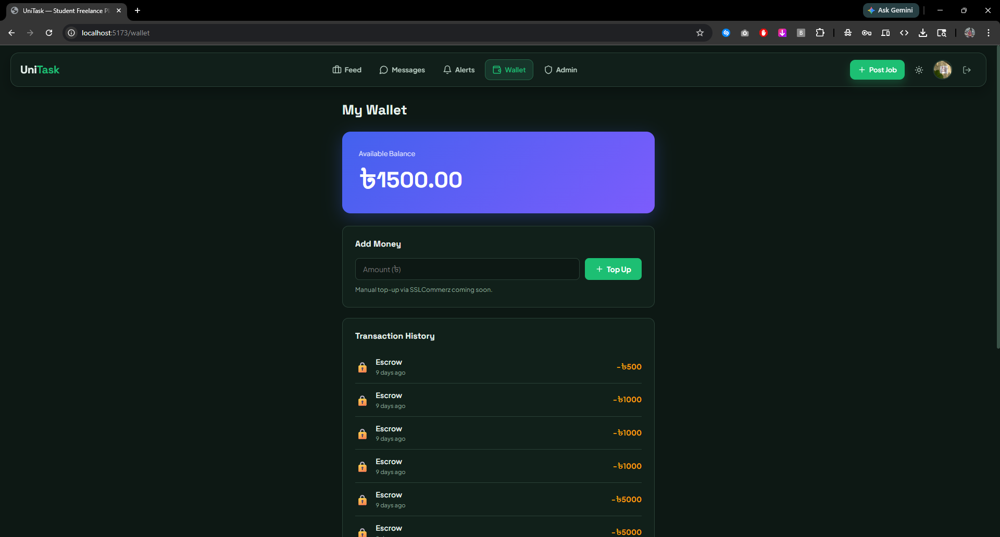 UniTask — Student Freelance Pl
Ask Gemini
localhost:5173/wallet
UniTask
Feed
Messages
Alerts
Wallet
Admin
+ Post Job
My Wallet
Available Balance
৳1500.00
Add Money
Amount (৳)
+ Top Up
Manual top-up via SSLCommerz coming soon.
Transaction History
Escrow
9 days ago
-৳500
Escrow
9 days ago
-৳1000
Escrow
9 days ago
-৳1000
Escrow
9 days ago
-৳1000
Escrow
9 days ago
-৳5000
Escrow
-৳5000